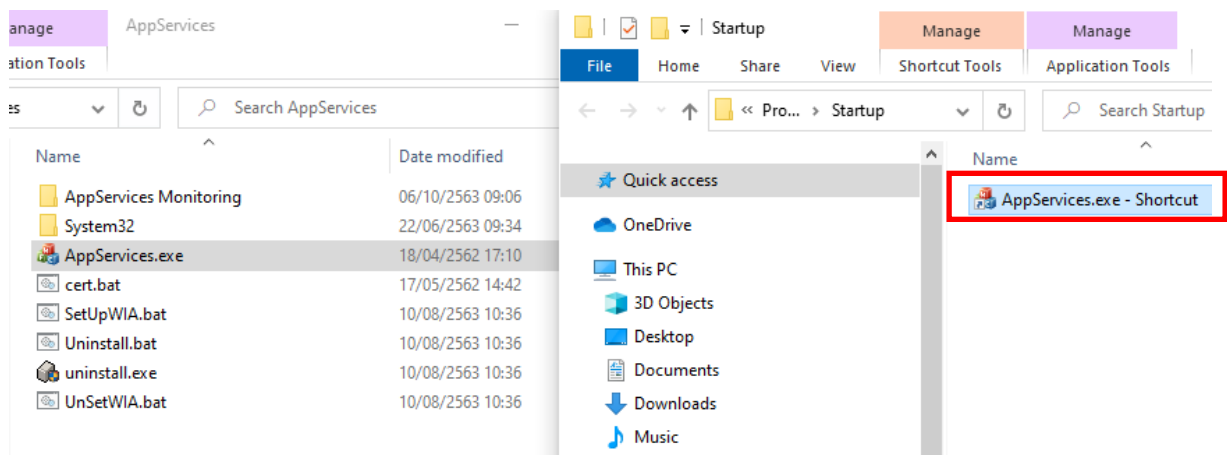 anage
AppServices
ation Tools
es
Search AppServices
Name
Date modified
AppServices Monitoring
06/10/2563 09:06
System32
22/06/2563 09:34
AppServices.exe
18/04/2562 17:10
cert.bat
17/05/2562 14:42
SetUpWIA.bat
10/08/2563 10:36
Uninstall.bat
10/08/2563 10:36
uninstall.exe
10/08/2563 10:36
UnSetWIA.bat
10/08/2563 10:36
Startup
Manage
Manage
File
Home
Share
View
Shortcut Tools
Application Tools
« Pro... › Startup
Search Startup
Quick access
OneDrive
This PC
3D Objects
Desktop
Documents
Downloads
Music
Name
AppServices.exe - Shortcut